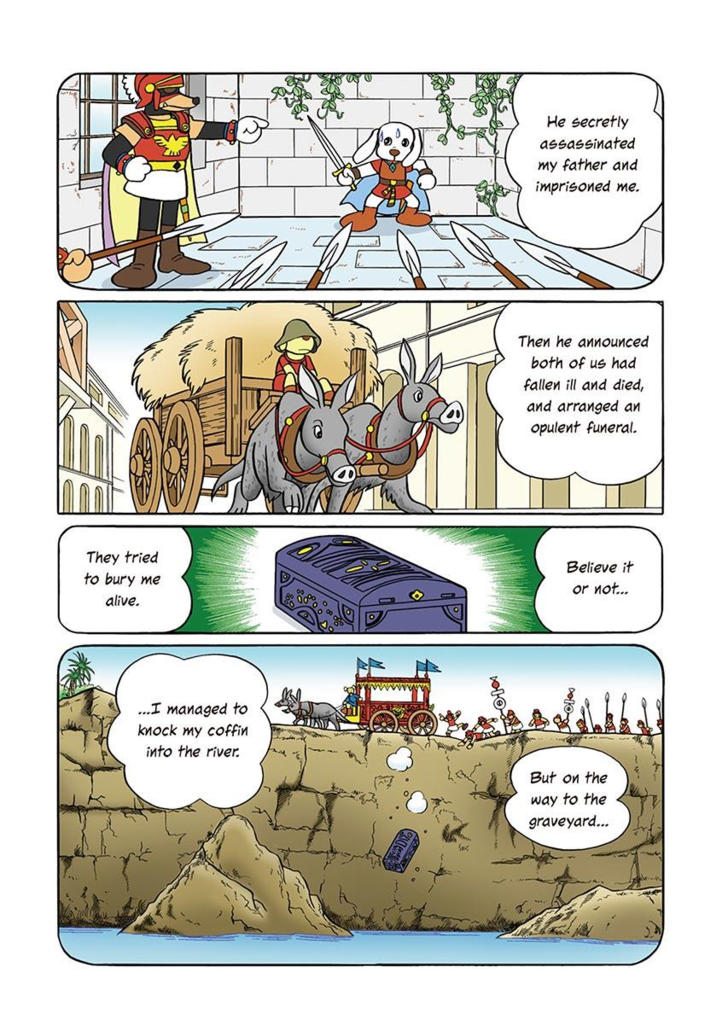 He secretly
assassinated
my father and
imprisoned me.
Then he announced
both of us had
fallen ill and died,
and arranged an
opulent funeral.
Believe it
or not...
They tried
to bury me
alive.
But on the
way to the
graveyard...
...I managed to
knock my coffin
into the river.